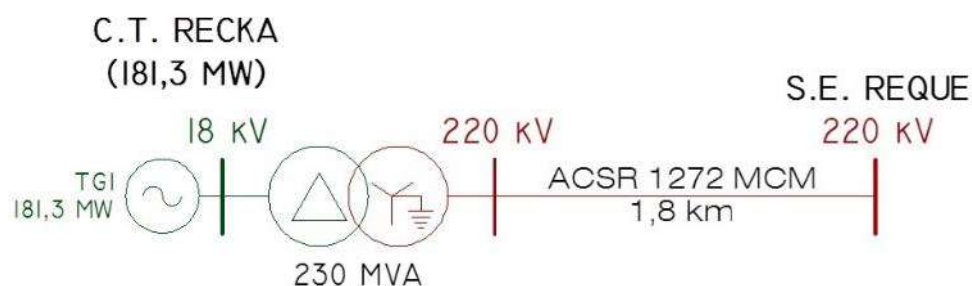 C.T. RECKA
(181,3 MW)
S.E. REQUE
18 KV
220 KV
220 KV
TG1
181,3 MW
ACSR 1272 MCM
1,8 km
230 MVA